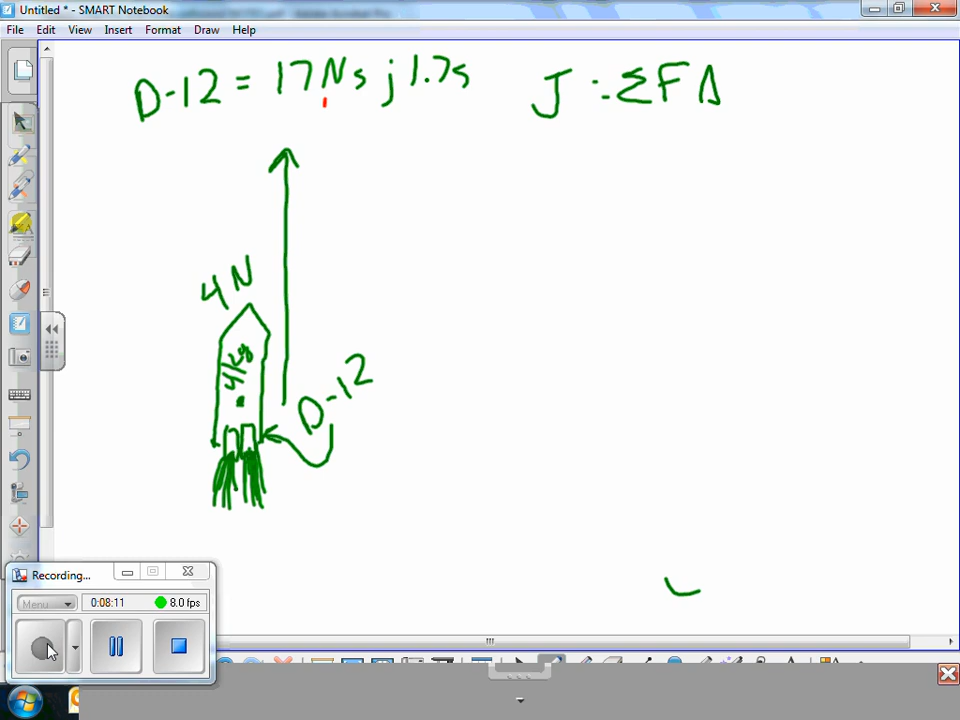 Untitled * - SMART Notebook
File Edit View Insert Format Draw Help
D-12 = 17Ns j 1.7s J = ΣF Δ
4N
.4kg
D-12
Recording...
Menu 0:08:11 8.0 fps